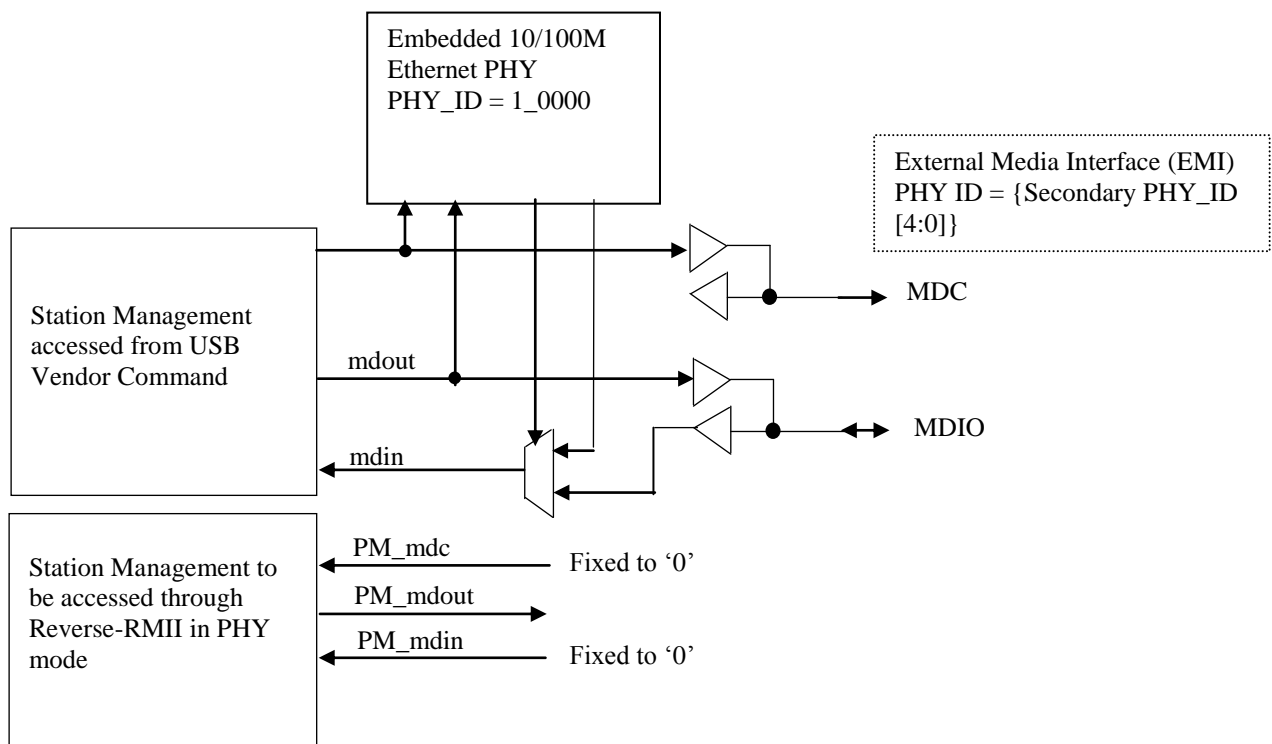 Embedded 10/100M
Ethernet PHY
PHY_ID = 1_0000
External Media Interface (EMI)
PHY ID = {Secondary PHY_ID
[4:0]}
MDC
Station Management
accessed from USB
Vendor Command
mdout
MDIO
mdin
Station Management to
be accessed through
Reverse-RMII in PHY
mode
PM_mdc
Fixed to ‘0’
PM_mdout
PM_mdin
Fixed to ‘0’